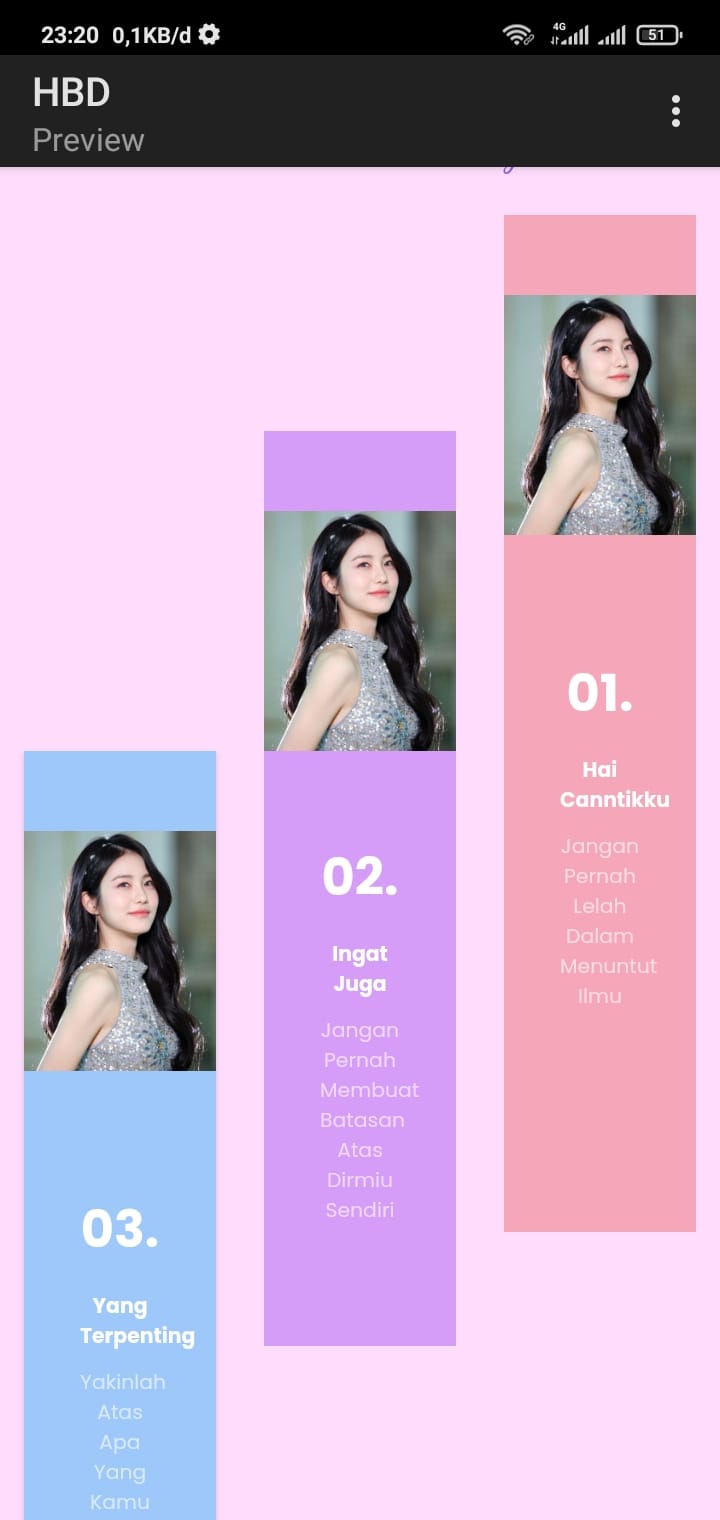 23:20 0,1KB/d
4G
51
HBD
Preview
01.
Hai
Canntikku
Jangan
Pernah
Lelah
Dalam
Menuntut
Ilmu
02.
Ingat
Juga
Jangan
Pernah
Membuat
Batasan
Atas
Dirmiu
Sendiri
03.
Yang
Terpenting
Yakinlah
Atas
Apa
Yang
Kamu